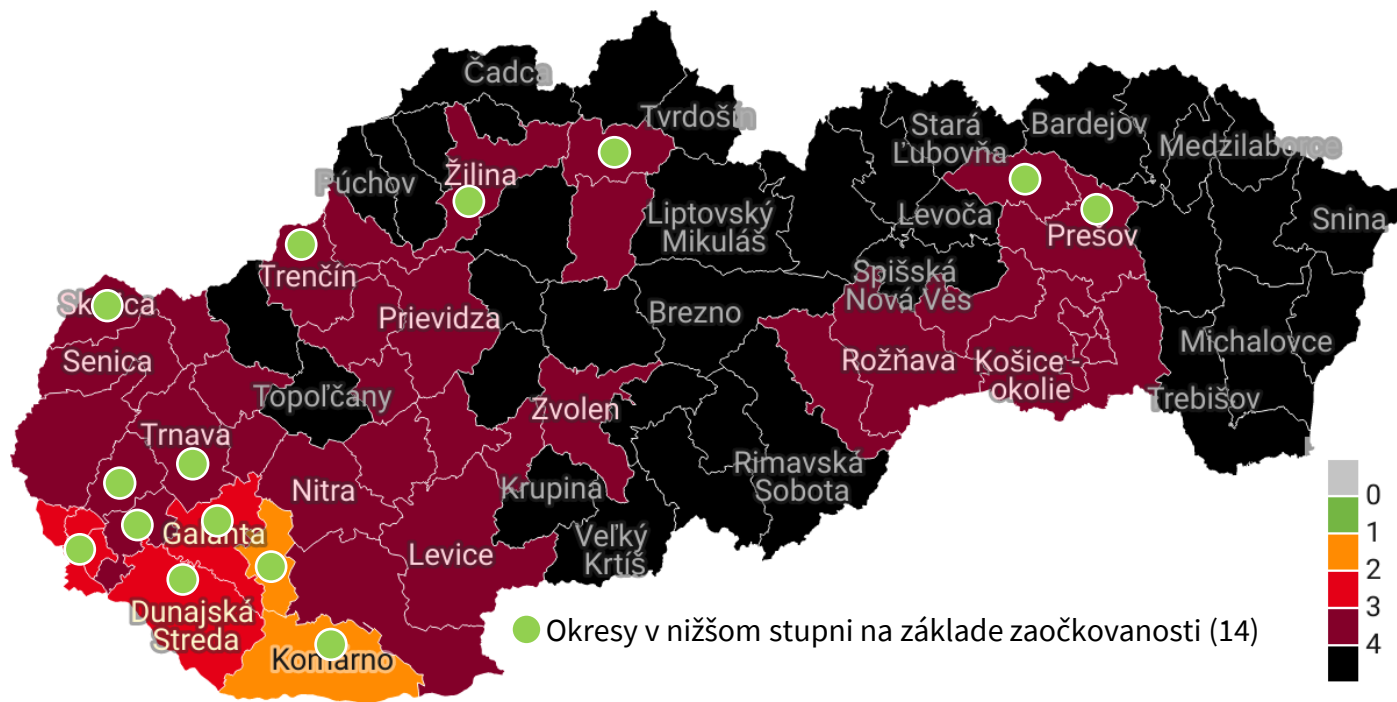 Čadca
Tvrdošín
Stará
Ľubovňa
Bardejov
Medzilaborce
Púchov
Žilina
Liptovský
Mikuláš
Levoča
Snina
Prešov
Trenčín
Spišská
Nová Ves
Skalica
Prievidza
Brezno
Senica
Rožňava
Košice -
okolie
Michalovce
Topoľčany
Zvolen
Trebišov
Trnava
Nitra
Krupina
Rimavská
Sobota
Galanta
Veľký
Krtíš
Levice
Dunajská
Streda
Komárno
Okresy v nižšom stupni na základe zaočkovanosti (14)
0
1
2
3
4